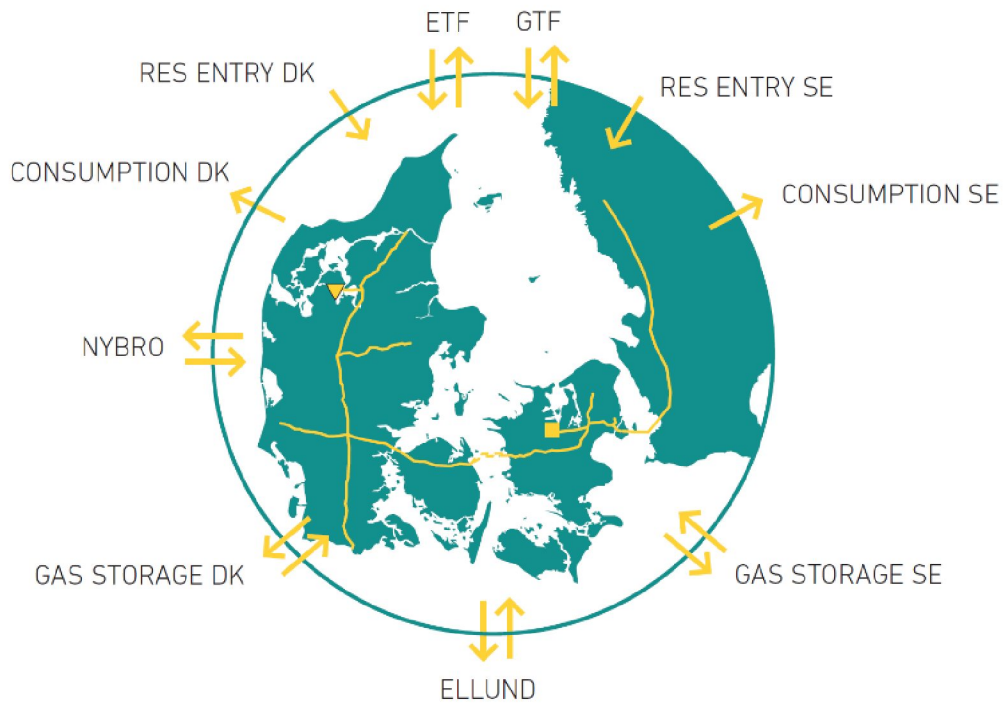 ETF
GTF
RES ENTRY DK
RES ENTRY SE
CONSUMPTION DK
CONSUMPTION SE
NYBRO
GAS STORAGE DK
GAS STORAGE SE
ELLUND